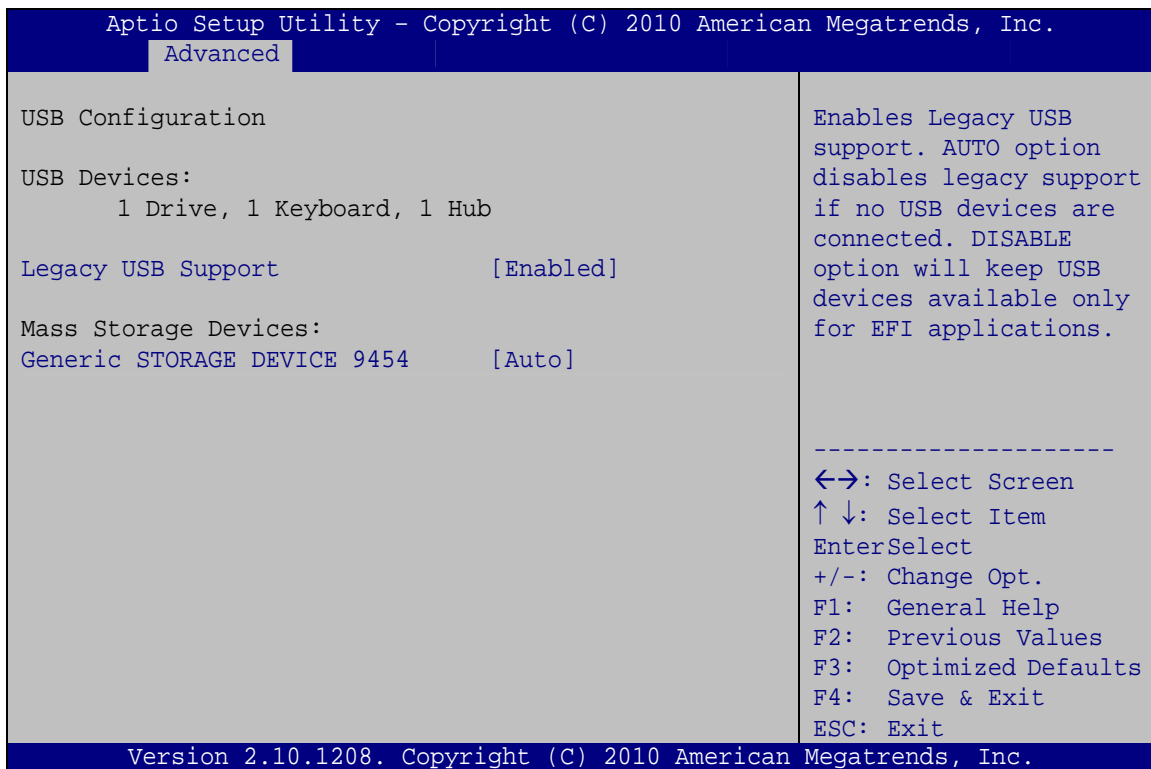 Aptio Setup Utility – Copyright (C) 2010 American Megatrends, Inc.
Advanced
USB Configuration
USB Devices:
1 Drive, 1 Keyboard, 1 Hub
Legacy USB Support [Enabled]
Mass Storage Devices:
Generic STORAGE DEVICE 9454 [Auto]
Enables Legacy USB
support. AUTO option
disables legacy support
if no USB devices are
connected. DISABLE
option will keep USB
devices available only
for EFI applications.
---------------------
←→: Select Screen
↑ ↓: Select Item
EnterSelect
+/-: Change Opt.
F1: General Help
F2: Previous Values
F3: Optimized Defaults
F4: Save & Exit
ESC: Exit
Version 2.10.1208. Copyright (C) 2010 American Megatrends, Inc.